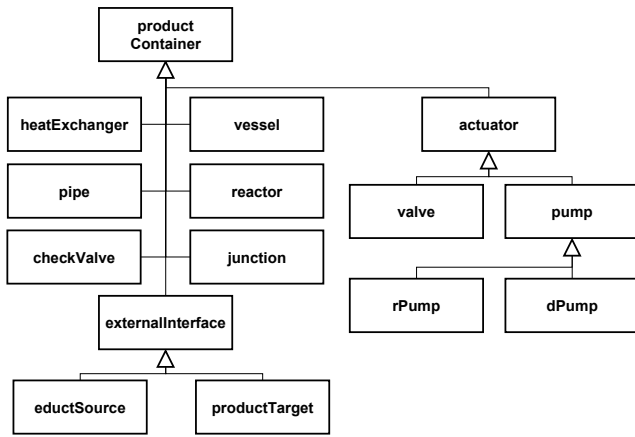 product
Container
heatExchanger
vessel
actuator
pipe
reactor
valve
pump
checkValve
junction
rPump
dPump
externalInterface
eductSource
productTarget